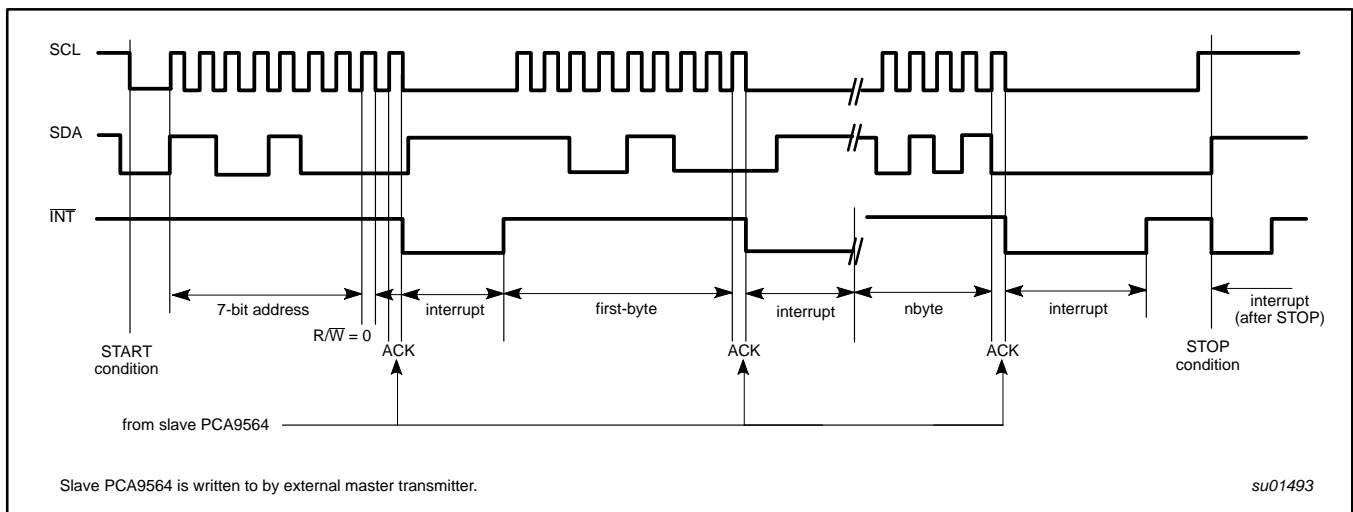 SCL
SDA
INT
7-bit address
interrupt
first-byte
interrupt
nbyte
interrupt
interrupt
(after STOP)
R/W = 0
START
condition
ACK
ACK
ACK
STOP
condition
from slave PCA9564
Slave PCA9564 is written to by external master transmitter.
su01493